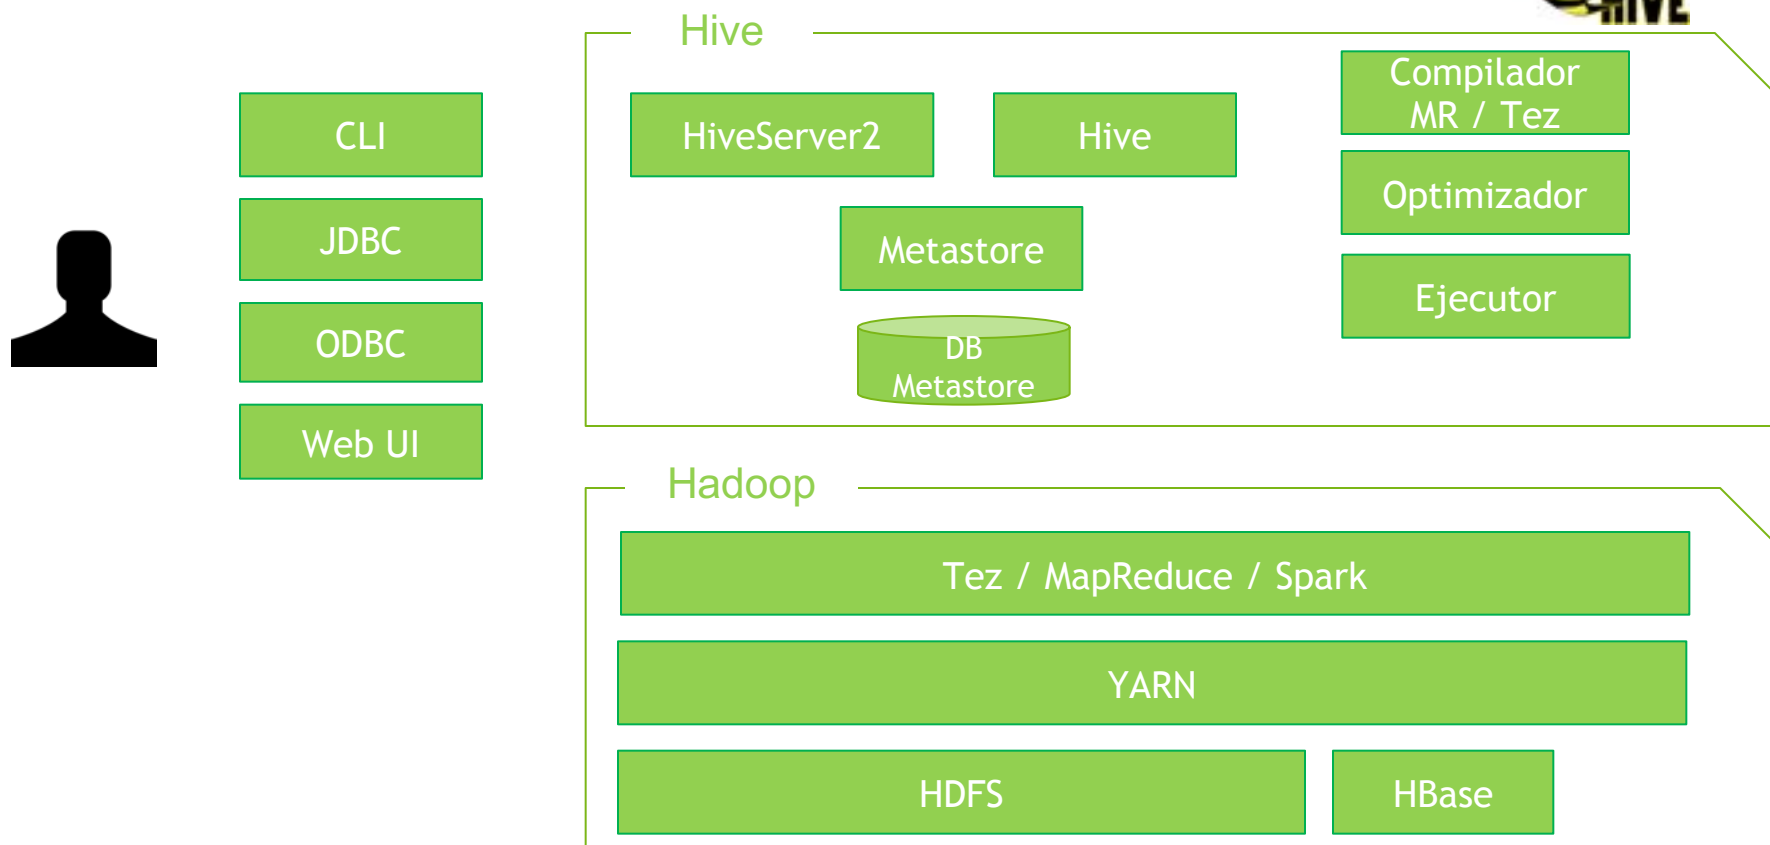 HIVE
Hive
CLI
JDBC
ODBC
Web UI
HiveServer2
Hive
Metastore
DB
Metastore
Compilador
MR / Tez
Optimizador
Ejecutor
Hadoop
Tez / MapReduce / Spark
YARN
HDFS
HBase